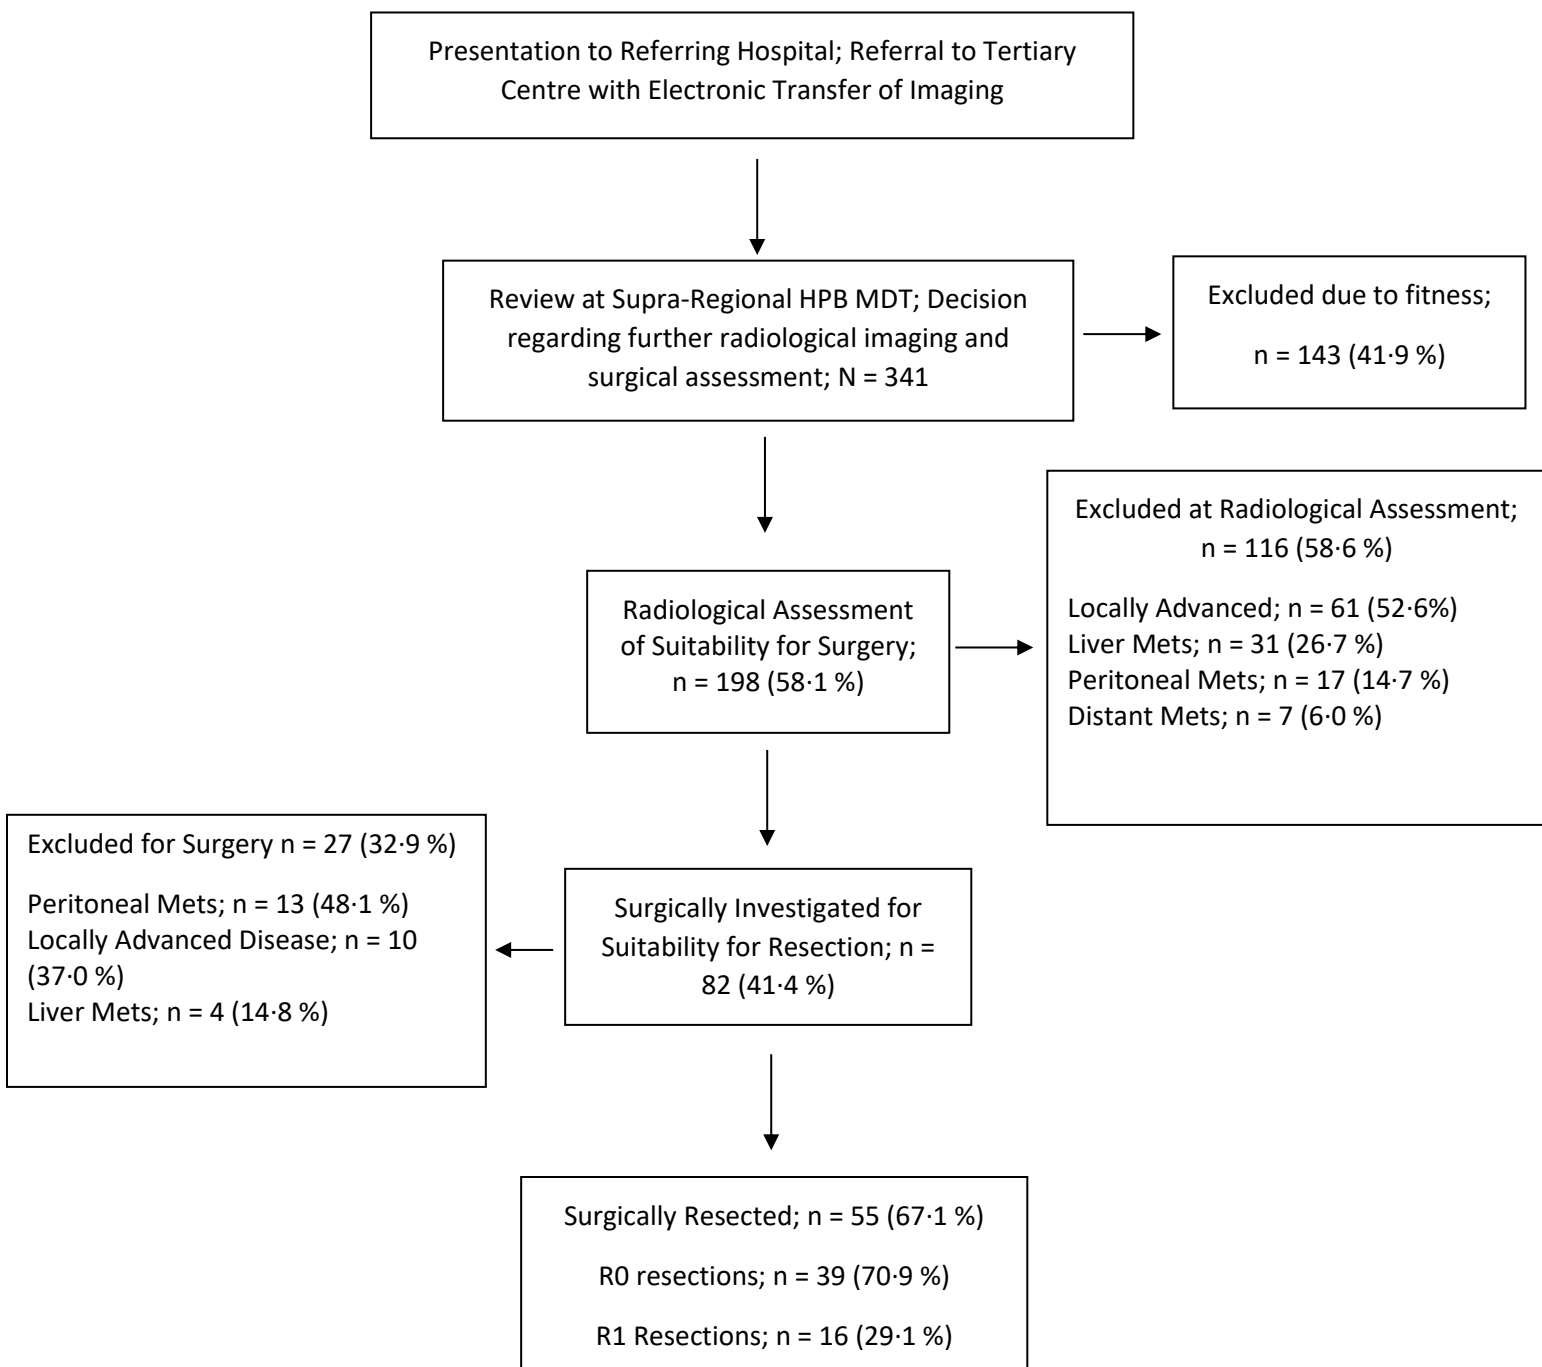 Presentation to Referring Hospital; Referral to Tertiary
Centre with Electronic Transfer of Imaging
Review at Supra-Regional HPB MDT; Decision
regarding further radiological imaging and
surgical assessment; N = 341
Excluded due to fitness;
n = 143 (41·9 %)
Radiological Assessment
of Suitability for Surgery;
n = 198 (58·1 %)
Excluded at Radiological Assessment;
n = 116 (58·6 %)
Locally Advanced; n = 61 (52·6%)
Liver Mets; n = 31 (26·7 %)
Peritoneal Mets; n = 17 (14·7 %)
Distant Mets; n = 7 (6·0 %)
Excluded for Surgery n = 27 (32·9 %)
Peritoneal Mets; n = 13 (48·1 %)
Locally Advanced Disease; n = 10
(37·0 %)
Liver Mets; n = 4 (14·8 %)
Surgically Investigated for
Suitability for Resection; n =
82 (41·4 %)
Surgically Resected; n = 55 (67·1 %)
R0 resections; n = 39 (70·9 %)
R1 Resections; n = 16 (29·1 %)